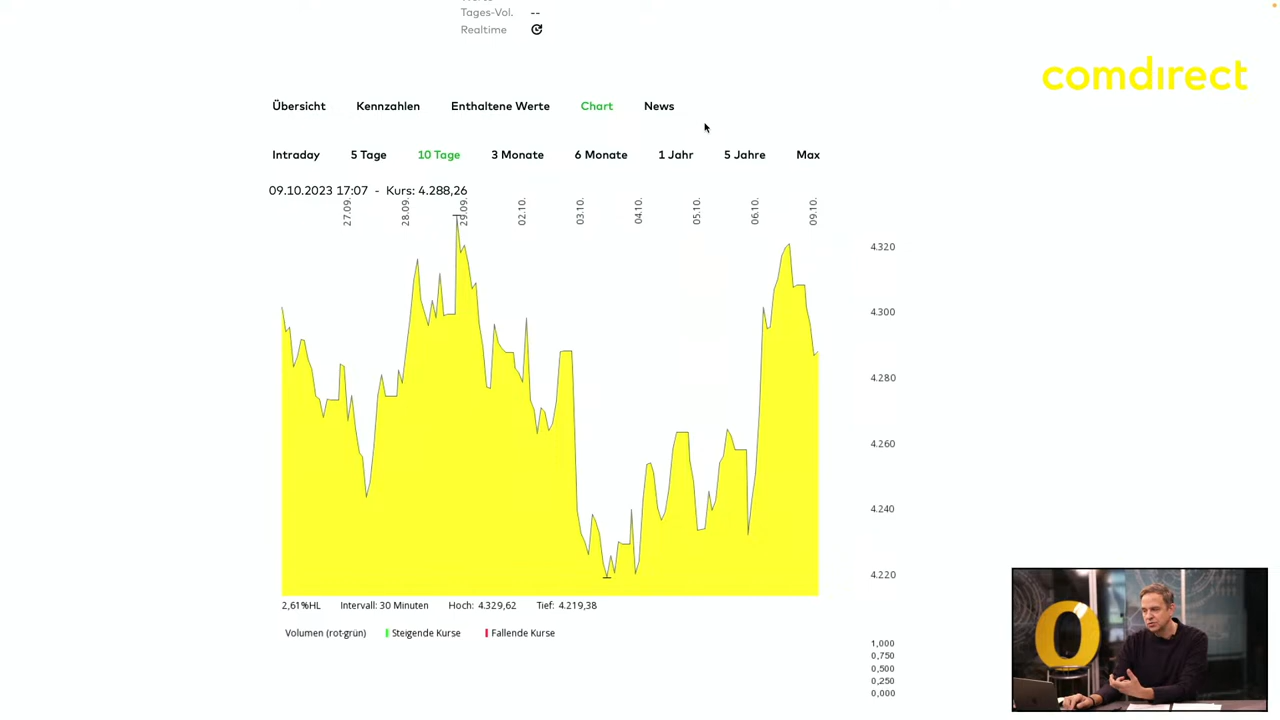 Tages-Vol. --
Realtime
comdirect
Übersicht Kennzahlen Enthaltene Werte Chart News
Intraday 5 Tage 10 Tage 3 Monate 6 Monate 1 Jahr 5 Jahre Max
09.10.2023 17:07 - Kurs: 4.288,26
27.09. 28.09. 29.09. 02.10. 03.10. 04.10. 05.10. 06.10. 09.10.
4.320
4.300
4.280
4.260
4.240
4.220
2,61%HL Intervall: 30 Minuten Hoch: 4.329,62 Tief: 4.219,38
Volumen (rot-grün) Steigende Kurse Fallende Kurse
1,000
0,750
0,500
0,250
0,000